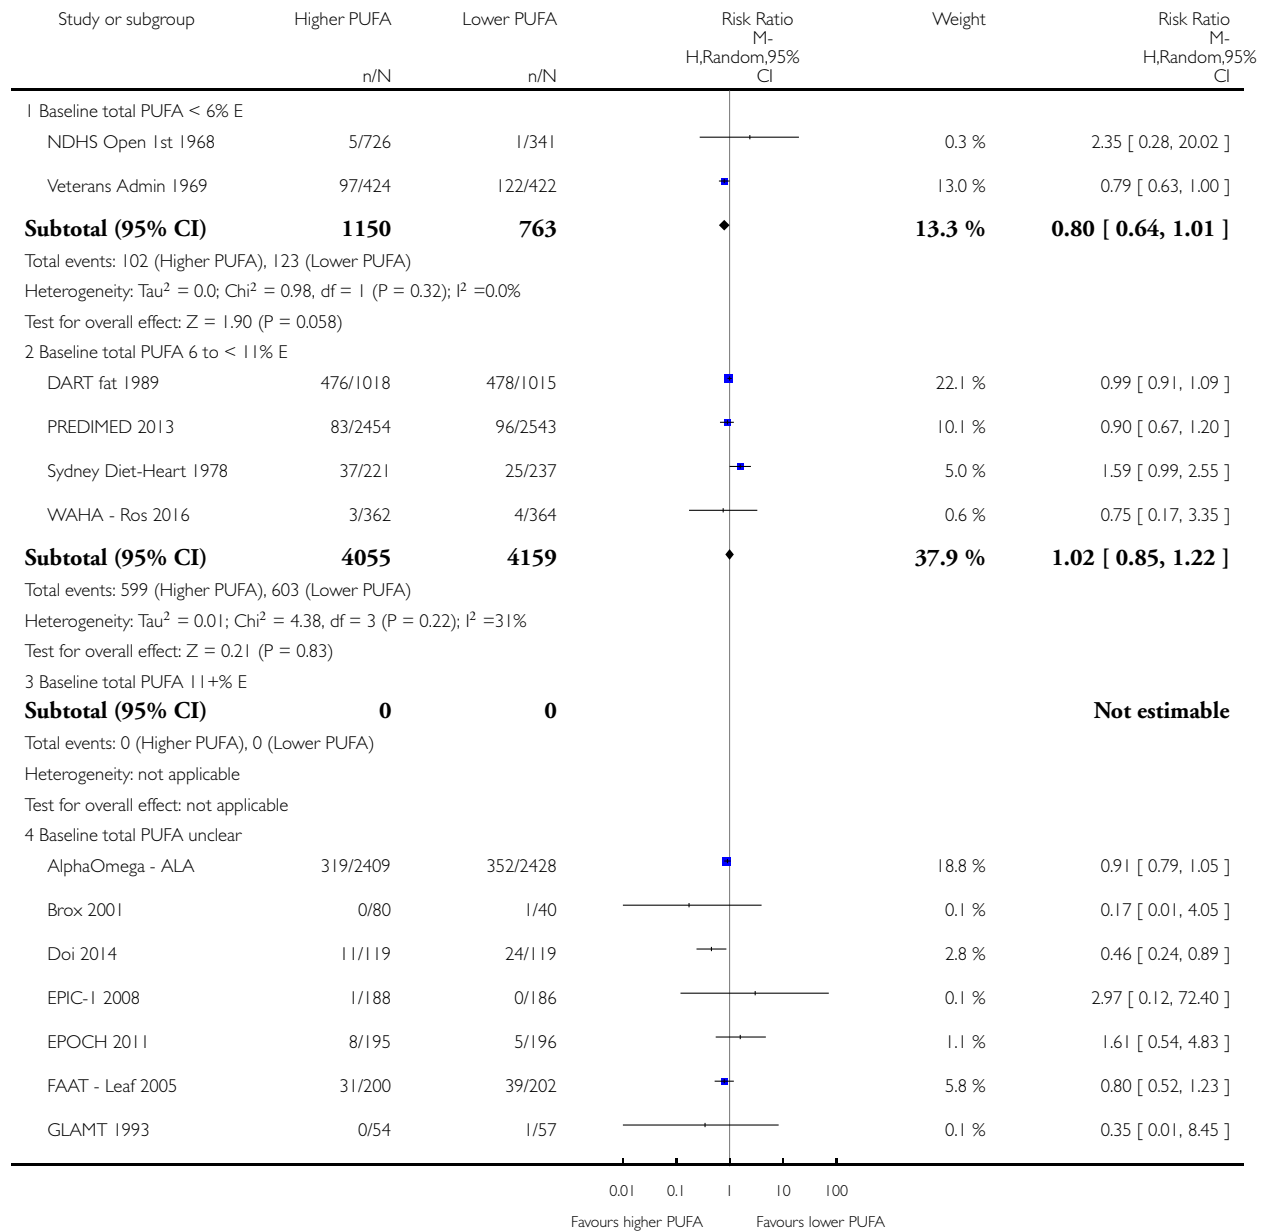 Study or subgroup Higher PUFA Lower PUFA Risk Ratio Weight Risk Ratio
M- M-
H,Random,95% H,Random,95%
n/N n/N CI CI
1 Baseline total PUFA < 6% E
NDHS Open 1st 1968 5/726 1/341 0.3 % 2.35 [ 0.28, 20.02 ]
Veterans Admin 1969 97/424 122/422 13.0 % 0.79 [ 0.63, 1.00 ]
Subtotal (95% CI) 1150 763 13.3 % 0.80 [ 0.64, 1.01 ]
Total events: 102 (Higher PUFA), 123 (Lower PUFA)
Heterogeneity: Tau² = 0.0; Chi² = 0.98, df = 1 (P = 0.32); I² =0.0%
Test for overall effect: Z = 1.90 (P = 0.058)
2 Baseline total PUFA 6 to < 11% E
DART fat 1989 476/1018 478/1015 22.1 % 0.99 [ 0.91, 1.09 ]
PREDIMED 2013 83/2454 96/2543 10.1 % 0.90 [ 0.67, 1.20 ]
Sydney Diet-Heart 1978 37/221 25/237 5.0 % 1.59 [ 0.99, 2.55 ]
WAHA - Ros 2016 3/362 4/364 0.6 % 0.75 [ 0.17, 3.35 ]
Subtotal (95% CI) 4055 4159 37.9 % 1.02 [ 0.85, 1.22 ]
Total events: 599 (Higher PUFA), 603 (Lower PUFA)
Heterogeneity: Tau² = 0.01; Chi² = 4.38, df = 3 (P = 0.22); I² =31%
Test for overall effect: Z = 0.21 (P = 0.83)
3 Baseline total PUFA 11+% E
Subtotal (95% CI) 0 0 Not estimable
Total events: 0 (Higher PUFA), 0 (Lower PUFA)
Heterogeneity: not applicable
Test for overall effect: not applicable
4 Baseline total PUFA unclear
AlphaOmega - ALA 319/2409 352/2428 18.8 % 0.91 [ 0.79, 1.05 ]
Brox 2001 0/80 1/40 0.1 % 0.17 [ 0.01, 4.05 ]
Doi 2014 11/119 24/119 2.8 % 0.46 [ 0.24, 0.89 ]
EPIC-1 2008 1/188 0/186 0.1 % 2.97 [ 0.12, 72.40 ]
EPOCH 2011 8/195 5/196 1.1 % 1.61 [ 0.54, 4.83 ]
FAAT - Leaf 2005 31/200 39/202 5.8 % 0.80 [ 0.52, 1.23 ]
GLAMT 1993 0/54 1/57 0.1 % 0.35 [ 0.01, 8.45 ]
0.01 0.1 1 10 100
Favours higher PUFA Favours lower PUFA